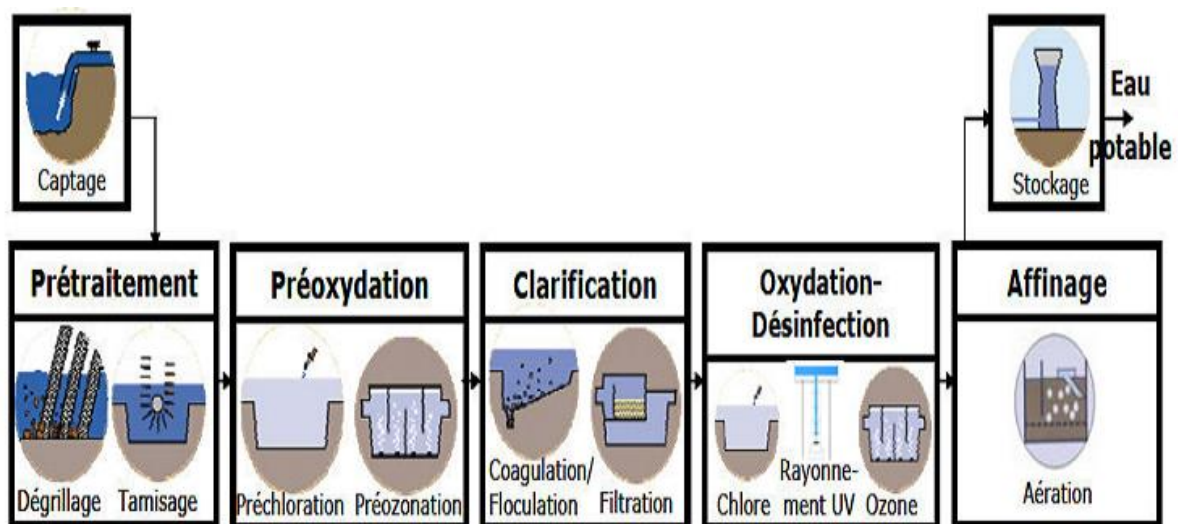 Captage
Prétraitement
Dégrillage Tamisage
Préoxydation
Préchloration Préozonation
Clarification
Coagulation/
Floculation Filtration
Oxydation-
Désinfection
Chlore Rayonne-
ment UV Ozone
Affinage
Aération
Stockage
Eau
potable